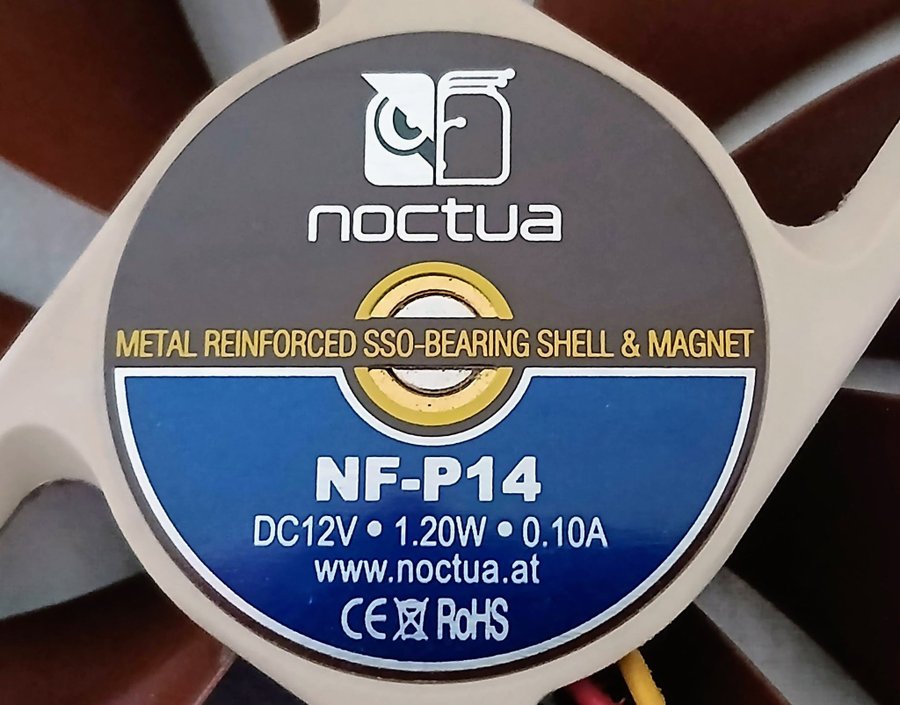 noctua
METAL REINFORCED SSO-BEARING SHELL & MAGNET
NF-P14
DC12V • 1.20W • 0.10A
www.noctua.at
CE RoHS